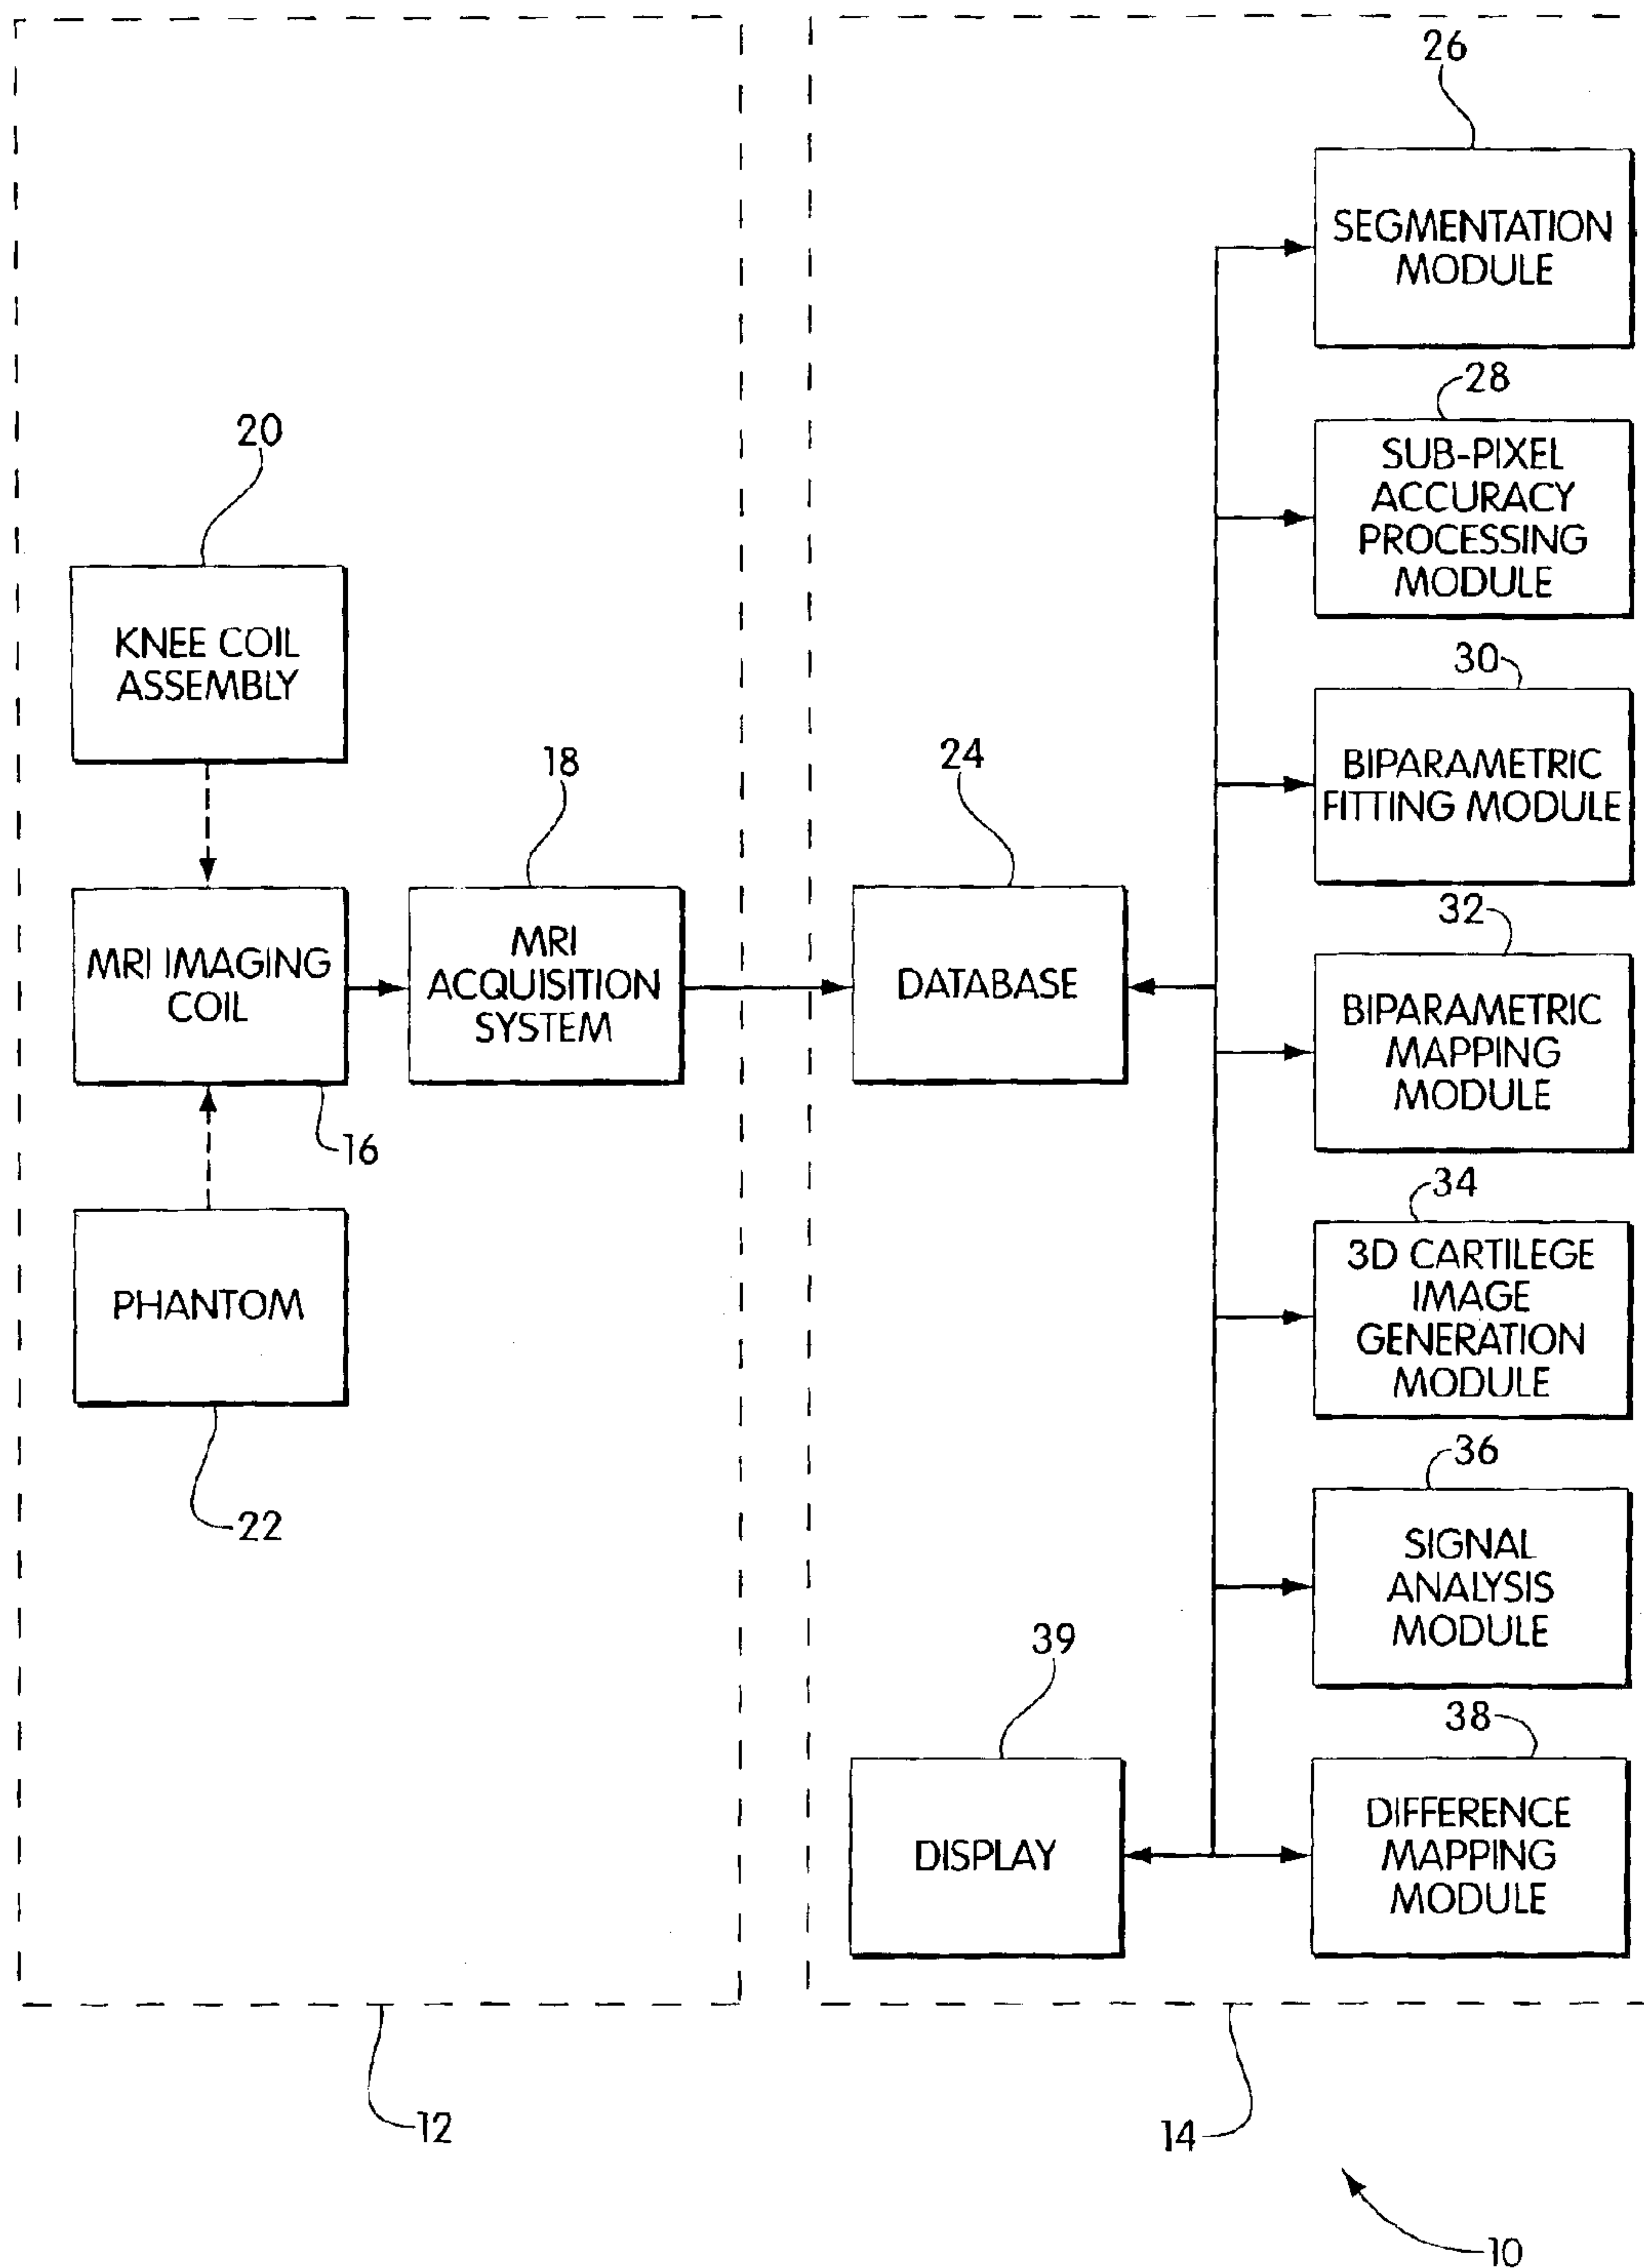 26
SEGMENTATION
MODULE
28
SUB-PIXEL
ACCURACY
PROCESSING
MODULE
20
KNEE COIL
ASSEMBLY
30
BIPARAMETRIC
FITTING MODULE
18
24
MRI IMAGING
COIL
16
MRI
ACQUISITION
SYSTEM
DATABASE
32
BIPARAMETRIC
MAPPING
MODULE
34
3D CARTILEGE
IMAGE
GENERATION
MODULE
PHANTOM
22
36
SIGNAL
ANALYSIS
MODULE
39
DISPLAY
38
DIFFERENCE
MAPPING
MODULE
12
14
10